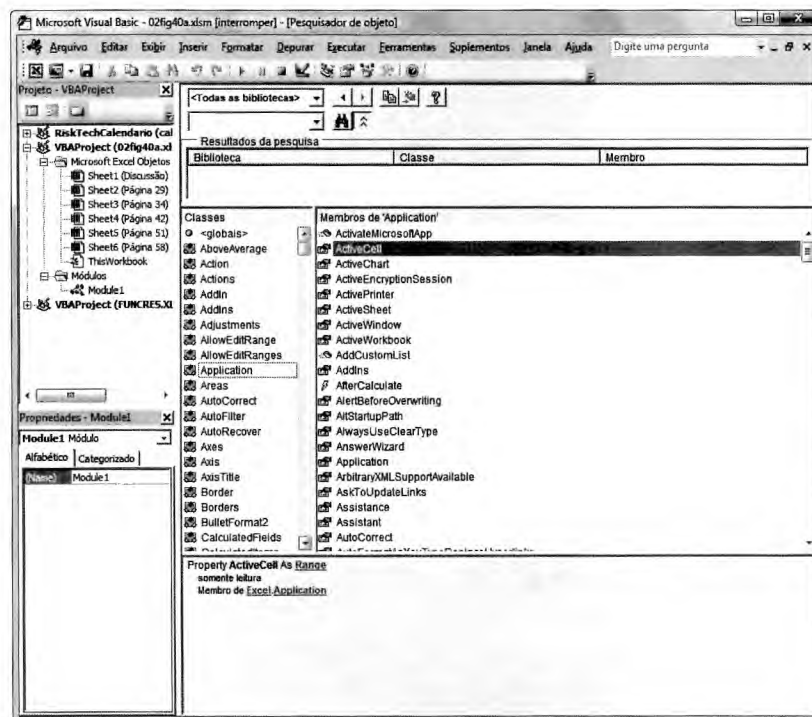 Microsoft Visual Basic - 02fig40a.xlsm [interromper] - [Pesquisador de objeto]
Arquivo Editar Exibir Inserir Formatar Depurar Executar Ferramentas Suplementos Janela Ajuda Digite uma pergunta
Projeto - VBAProject
RiskTechCalendario (cal
VBAProject (02fig40a.xl
Microsoft Excel Objetos
Sheet1 (Discussão)
Sheet2 (Página 29)
Sheet3 (Página 34)
Sheet4 (Página 42)
Sheet5 (Página 51)
Sheet6 (Página 58)
ThisWorkbook
Módulos
Module1
VBAProject (FUNCRES.XL
Propriedades - Module1
Module1 Módulo
Alfabético Categorizado
(Name) Module1
<Todas as bibliotecas>
Resultados da pesquisa
Biblioteca Classe Membro
Classes
<globais>
AboveAverage
Action
Actions
AddIn
AddIns
Adjustments
AllowEditRange
AllowEditRanges
Application
Areas
AutoCorrect
AutoFilter
AutoRecover
Axes
Axis
AxisTitle
Border
Borders
BulletFormat2
CalculatedFields
Membros de 'Application'
ActivateMicrosoftApp
ActiveCell
ActiveChart
ActiveEncryptionSession
ActivePrinter
ActiveSheet
ActiveWindow
ActiveWorkbook
AddCustomList
AddIns
AfterCalculate
AlertBeforeOverwriting
AltStartupPath
AlwaysUseClearType
AnswerWizard
Application
ArbitraryXMLSupportAvailable
AskToUpdateLinks
Assistance
Assistant
AutoCorrect
Property ActiveCell As Range
somente leitura
Membro de Excel.Application